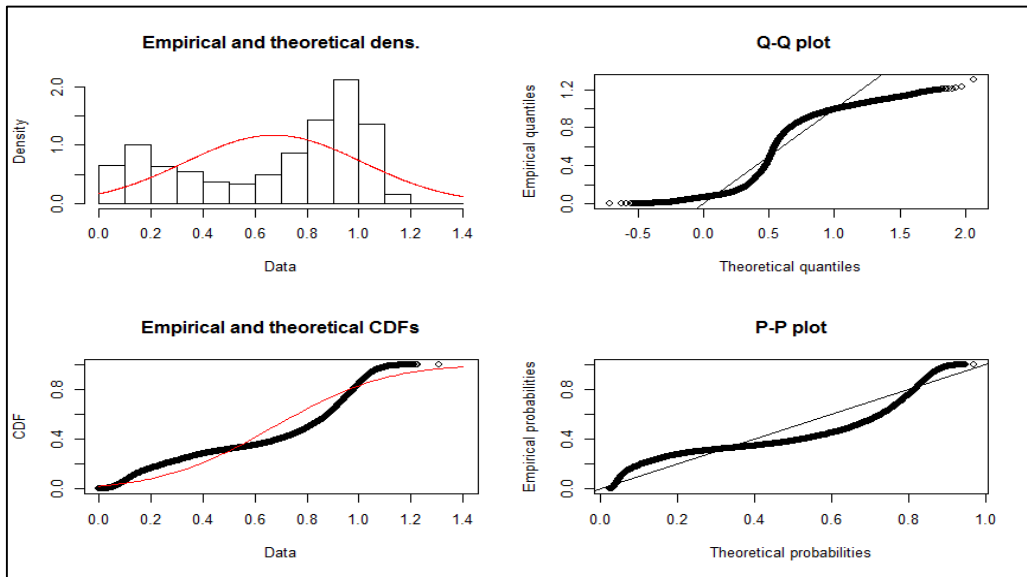 Empirical and theoretical dens.
Density
0.0 1.0 2.0
0.0 0.2 0.4 0.6 0.8 1.0 1.2 1.4
Data
Q-Q plot
Empirical quantiles
0.0 0.4 0.8 1.2
-0.5 0.0 0.5 1.0 1.5 2.0
Theoretical quantiles
Empirical and theoretical CDFs
CDF
0.0 0.4 0.8
0.0 0.2 0.4 0.6 0.8 1.0 1.2 1.4
Data
P-P plot
Empirical probabilities
0.0 0.4 0.8
0.0 0.2 0.4 0.6 0.8 1.0
Theoretical probabilities